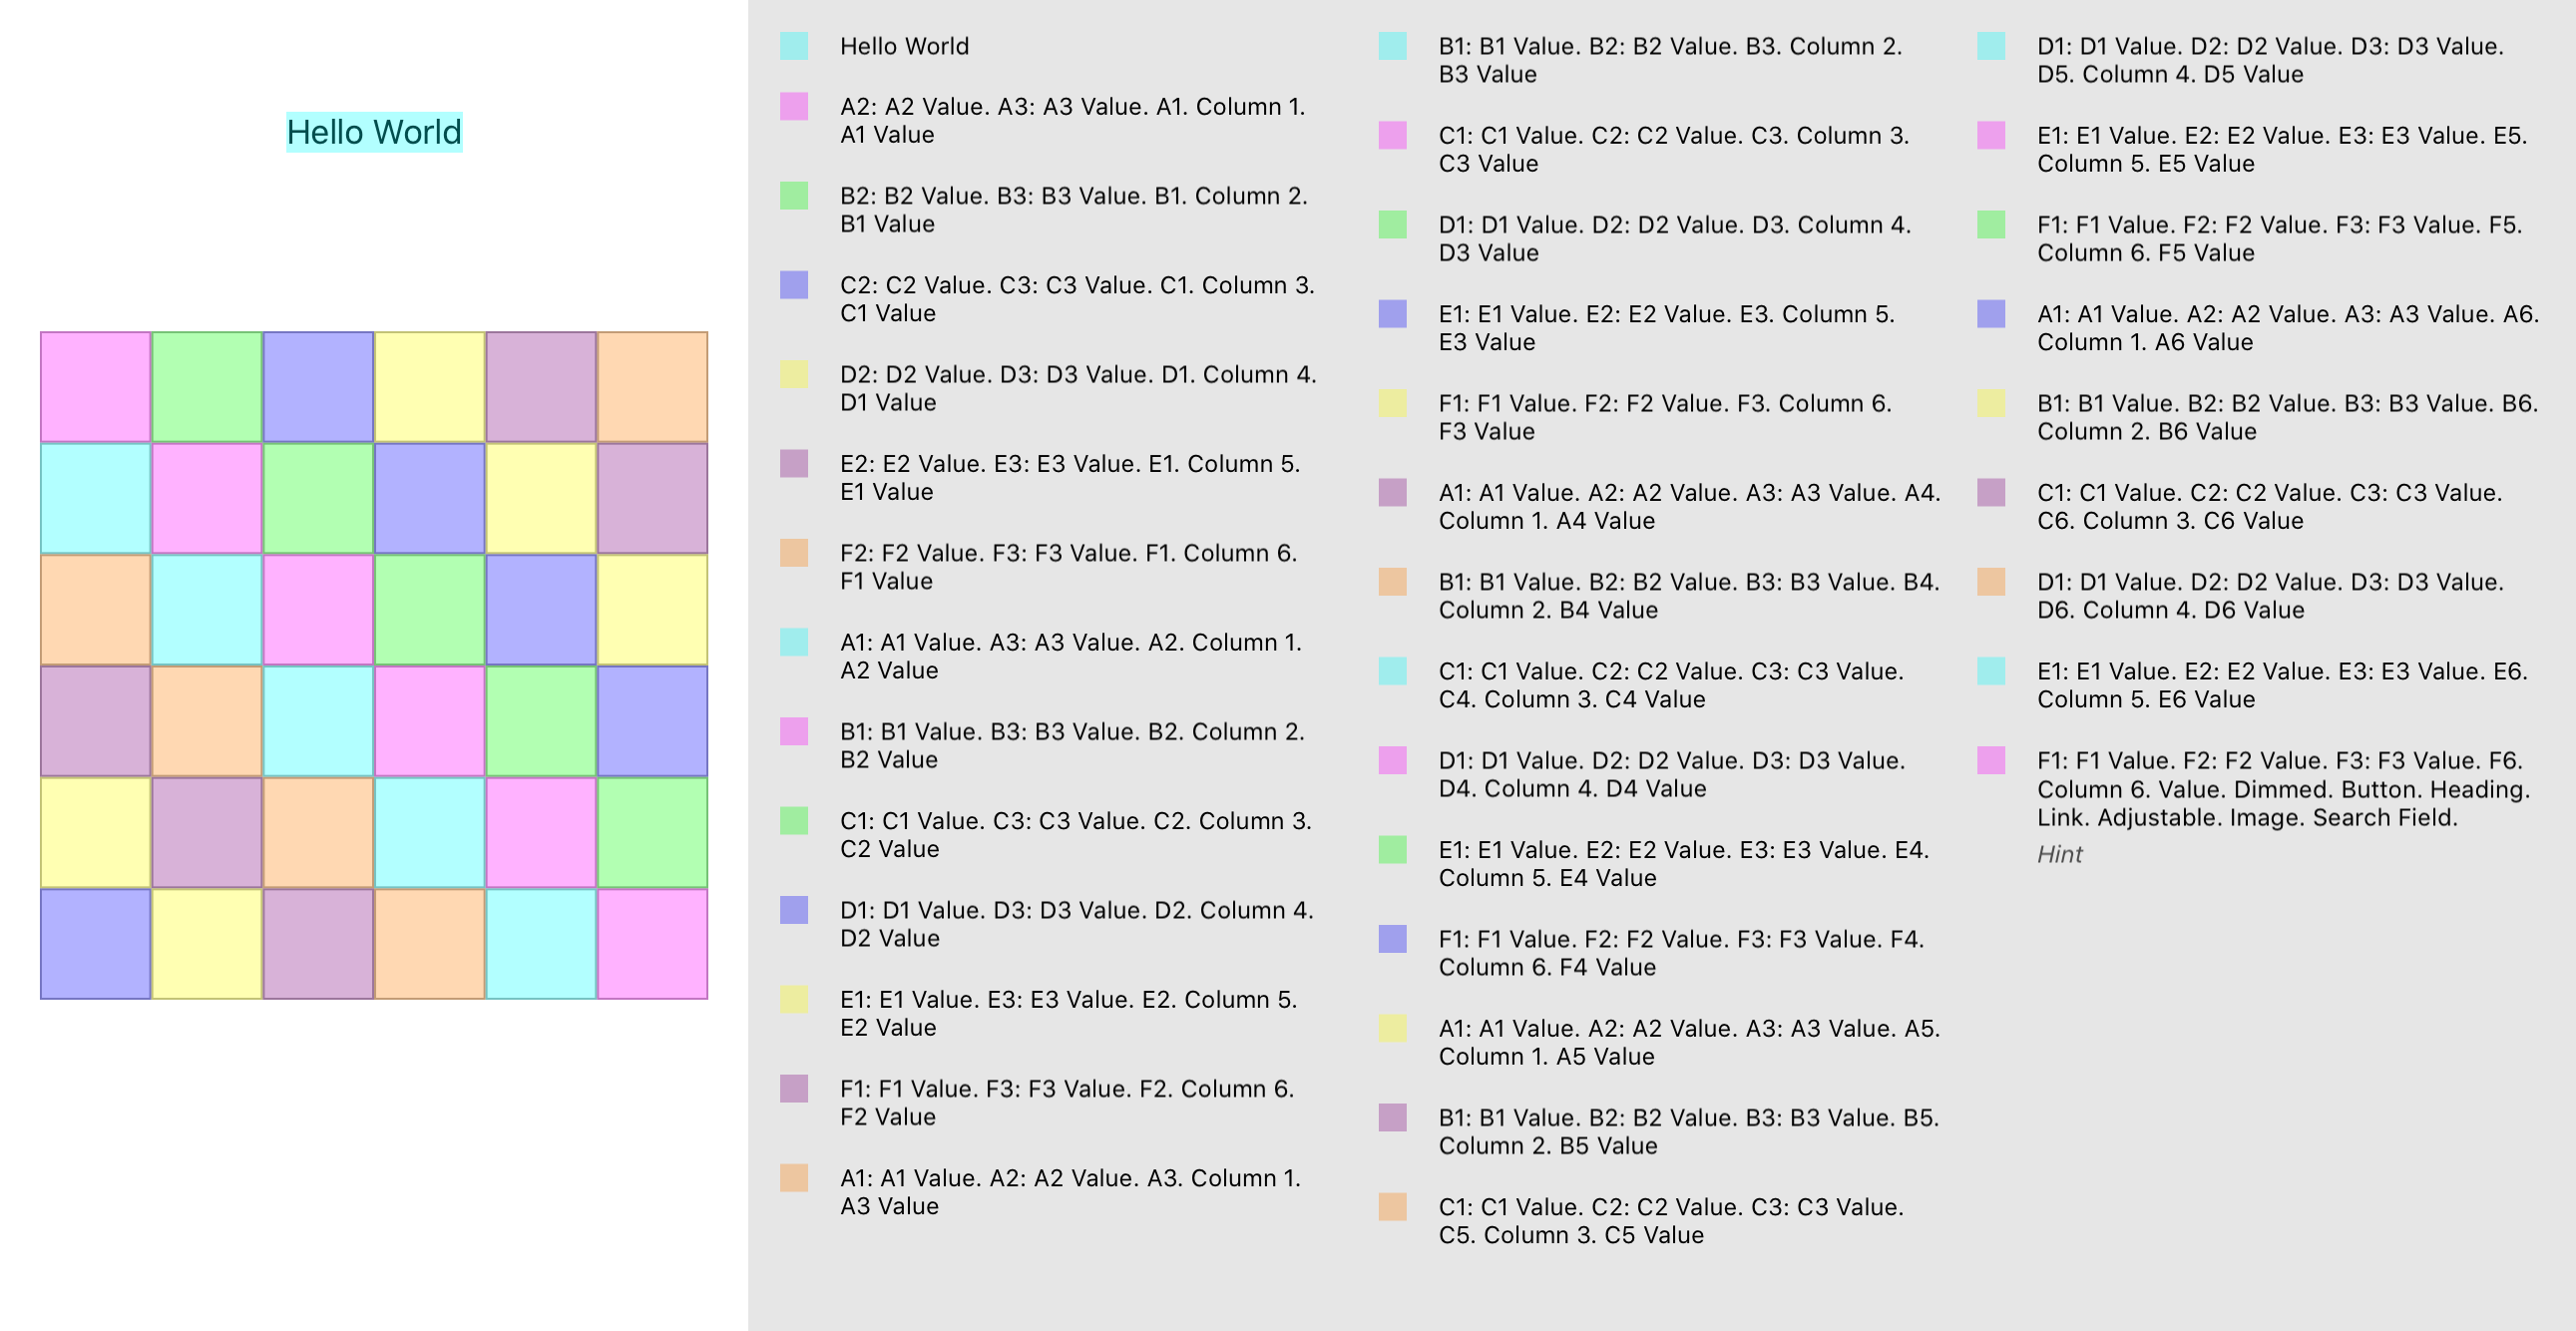 Hello World
Hello World
A2: A2 Value. A3: A3 Value. A1. Column 1.
A1 Value
B2: B2 Value. B3: B3 Value. B1. Column 2.
B1 Value
C2: C2 Value. C3: C3 Value. C1. Column 3.
C1 Value
D2: D2 Value. D3: D3 Value. D1. Column 4.
D1 Value
E2: E2 Value. E3: E3 Value. E1. Column 5.
E1 Value
F2: F2 Value. F3: F3 Value. F1. Column 6.
F1 Value
A1: A1 Value. A3: A3 Value. A2. Column 1.
A2 Value
B1: B1 Value. B3: B3 Value. B2. Column 2.
B2 Value
C1: C1 Value. C3: C3 Value. C2. Column 3.
C2 Value
D1: D1 Value. D3: D3 Value. D2. Column 4.
D2 Value
E1: E1 Value. E3: E3 Value. E2. Column 5.
E2 Value
F1: F1 Value. F3: F3 Value. F2. Column 6.
F2 Value
A1: A1 Value. A2: A2 Value. A3. Column 1.
A3 Value
B1: B1 Value. B2: B2 Value. B3. Column 2.
B3 Value
C1: C1 Value. C2: C2 Value. C3. Column 3.
C3 Value
D1: D1 Value. D2: D2 Value. D3. Column 4.
D3 Value
E1: E1 Value. E2: E2 Value. E3. Column 5.
E3 Value
F1: F1 Value. F2: F2 Value. F3. Column 6.
F3 Value
A1: A1 Value. A2: A2 Value. A3: A3 Value. A4.
Column 1. A4 Value
B1: B1 Value. B2: B2 Value. B3: B3 Value. B4.
Column 2. B4 Value
C1: C1 Value. C2: C2 Value. C3: C3 Value.
C4. Column 3. C4 Value
D1: D1 Value. D2: D2 Value. D3: D3 Value.
D4. Column 4. D4 Value
E1: E1 Value. E2: E2 Value. E3: E3 Value. E4.
Column 5. E4 Value
F1: F1 Value. F2: F2 Value. F3: F3 Value. F4.
Column 6. F4 Value
A1: A1 Value. A2: A2 Value. A3: A3 Value. A5.
Column 1. A5 Value
B1: B1 Value. B2: B2 Value. B3: B3 Value. B5.
Column 2. B5 Value
C1: C1 Value. C2: C2 Value. C3: C3 Value.
C5. Column 3. C5 Value
D1: D1 Value. D2: D2 Value. D3: D3 Value.
D5. Column 4. D5 Value
E1: E1 Value. E2: E2 Value. E3: E3 Value. E5.
Column 5. E5 Value
F1: F1 Value. F2: F2 Value. F3: F3 Value. F5.
Column 6. F5 Value
A1: A1 Value. A2: A2 Value. A3: A3 Value. A6.
Column 1. A6 Value
B1: B1 Value. B2: B2 Value. B3: B3 Value. B6.
Column 2. B6 Value
C1: C1 Value. C2: C2 Value. C3: C3 Value.
C6. Column 3. C6 Value
D1: D1 Value. D2: D2 Value. D3: D3 Value.
D6. Column 4. D6 Value
E1: E1 Value. E2: E2 Value. E3: E3 Value. E6.
Column 5. E6 Value
F1: F1 Value. F2: F2 Value. F3: F3 Value. F6.
Column 6. Value. Dimmed. Button. Heading.
Link. Adjustable. Image. Search Field.
Hint